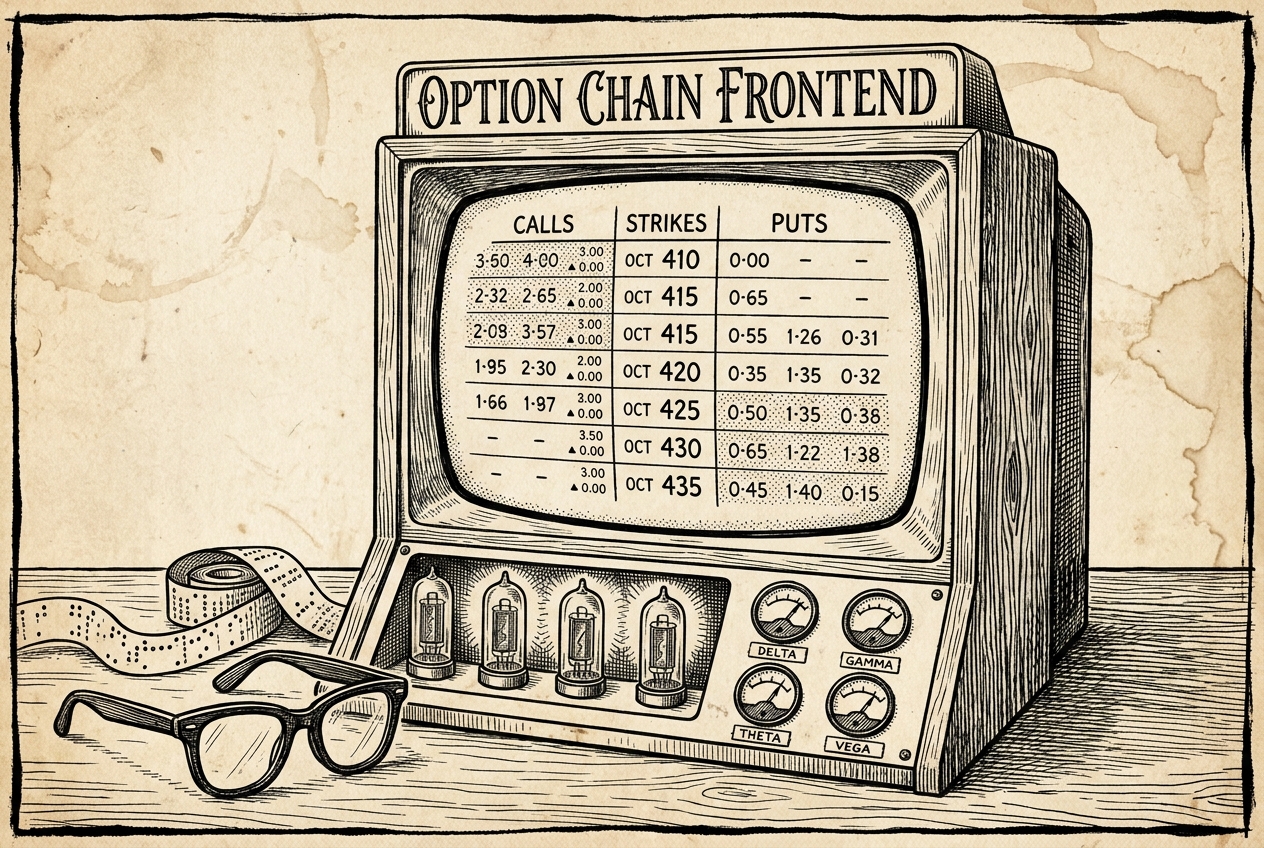 OPTION CHAIN FRONTEND
CALLS STRIKES PUTS
3·50 4·00 3.00 ▲0.00 OCT 410 0·00 – –
2·32 2·65 2.00 ▲0.00 OCT 415 0·65 – –
2·08 3·57 3.00 ▲0.00 OCT 415 0·55 1·26 0·31
1·95 2·30 2.00 ▲0.00 OCT 420 0·35 1·35 0·32
1·66 1·97 3.00 ▲0.00 OCT 425 0·50 1·35 0·38
– – 3.50 ▲0.00 OCT 430 0·65 1·22 1·38
– – 3.00 ▲0.00 OCT 435 0·45 1·40 0·15
DELTA GAMMA
THETA VEGA